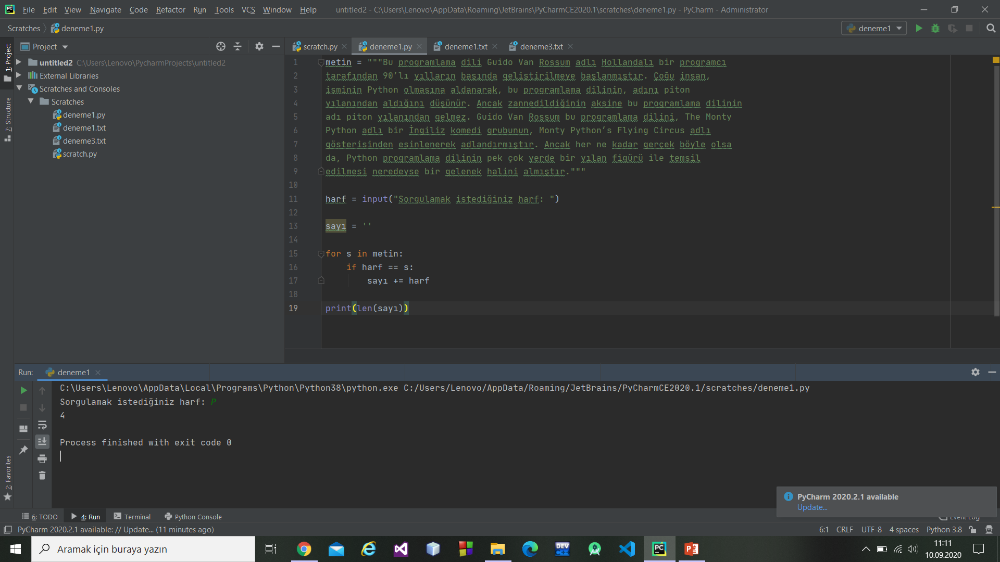 File Edit View Navigate Code Refactor Run Tools VCS Window Help untitled2 - C:\Users\Lenovo\AppData\Roaming\JetBrains\PyCharmCE2020.1\scratches\deneme1.py - PyCharm - Administrator
Scratches deneme1.py deneme1
1: Project
Project
scratch.py deneme1.py deneme1.txt deneme3.txt
untitled2 C:\Users\Lenovo\PycharmProjects\untitled2
External Libraries
Scratches and Consoles
Scratches
deneme1.py
deneme1.txt
deneme3.txt
scratch.py
7: Structure
1 metin = """Bu programlama dili Guido Van Rossum adlı Hollandalı bir programcı
2 tarafından 90’lı yılların başında geliştirilmeye başlanmıştır. Çoğu insan,
3 isminin Python olmasına aldanarak, bu programlama dilinin, adını piton
4 yılanından aldığını düşünür. Ancak zannedildiğinin aksine bu programlama dilinin
5 adı piton yılanından gelmez. Guido Van Rossum bu programlama dilini, The Monty
6 Python adlı bir İngiliz komedi grubunun, Monty Python’s Flying Circus adlı
7 gösterisinden esinlenerek adlandırmıştır. Ancak her ne kadar gerçek böyle olsa
8 da, Python programlama dilinin pek çok yerde bir yılan figürü ile temsil
9 edilmesi neredeyse bir gelenek halini almıştır."""
10
11 harf = input("Sorgulamak istediğiniz harf: ")
12
13 sayı = ''
14
15 for s in metin:
16 if harf == s:
17 sayı += harf
18
19 print(len(sayı))
Run: deneme1
C:\Users\Lenovo\AppData\Local\Programs\Python\Python38\python.exe C:/Users/Lenovo/AppData/Roaming/JetBrains/PyCharmCE2020.1/scratches/deneme1.py
Sorgulamak istediğiniz harf: P
4
Process finished with exit code 0
2: Favorites
PyCharm 2020.2.1 available
Update...
6: TODO 4: Run Terminal Python Console Event Log
PyCharm 2020.2.1 available: // Update... (11 minutes ago) 6:1 CRLF UTF-8 4 spaces Python 3.8
Aramak için buraya yazın
DEV C++
PC
11:11
10.09.2020